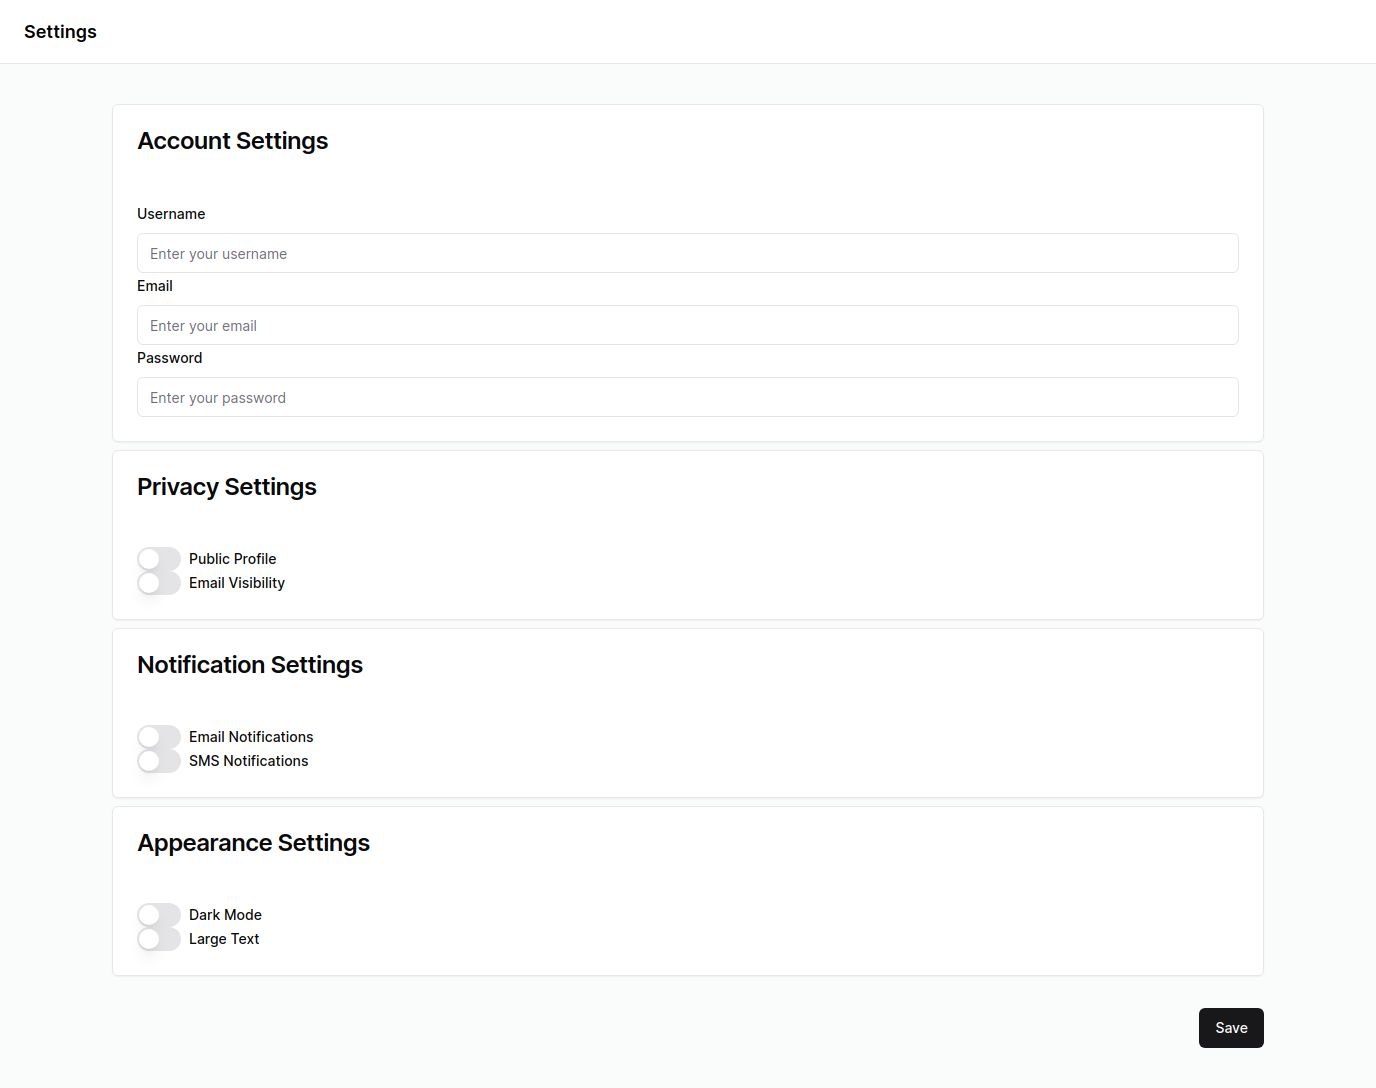 Settings
Account Settings
Username
Enter your username
Email
Enter your email
Password
Enter your password
Privacy Settings
Public Profile
Email Visibility
Notification Settings
Email Notifications
SMS Notifications
Appearance Settings
Dark Mode
Large Text
Save